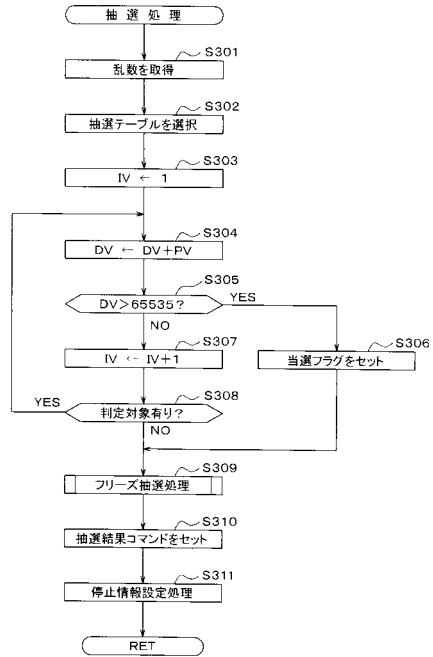 抽選処理
S301
乱数を取得
S302
抽選テーブルを選択
S303
IV ← 1
S304
DV ← DV+PV
S305
DV>65535?
YES
NO
S307
IV ← IV+1
S306
当選フラグをセット
S308
YES
判定対象有り?
NO
S309
フリーズ抽選処理
S310
抽選結果コマンドをセット
S311
停止情報設定処理
RET